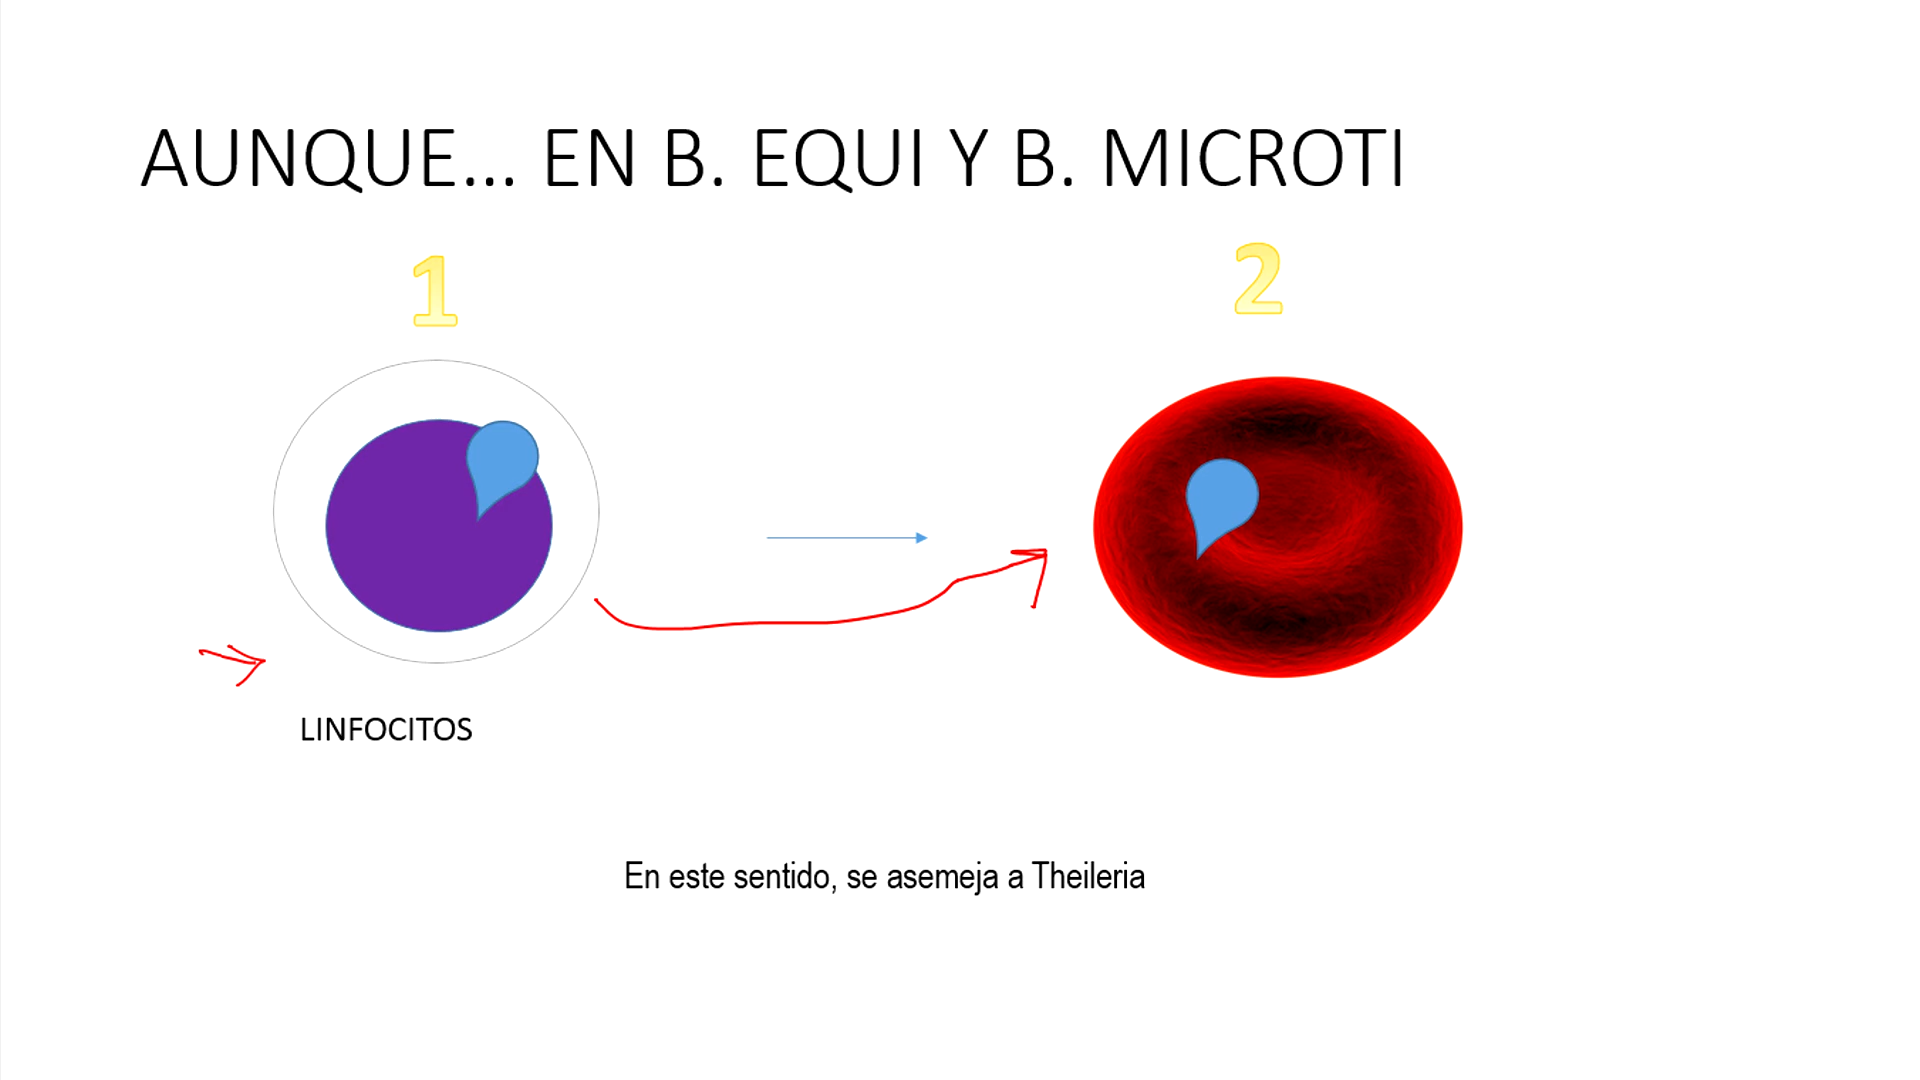 AUNQUE... EN B. EQUI Y B. MICROTI
1
2
LINFOCITOS
En este sentido, se asemeja a Theileria